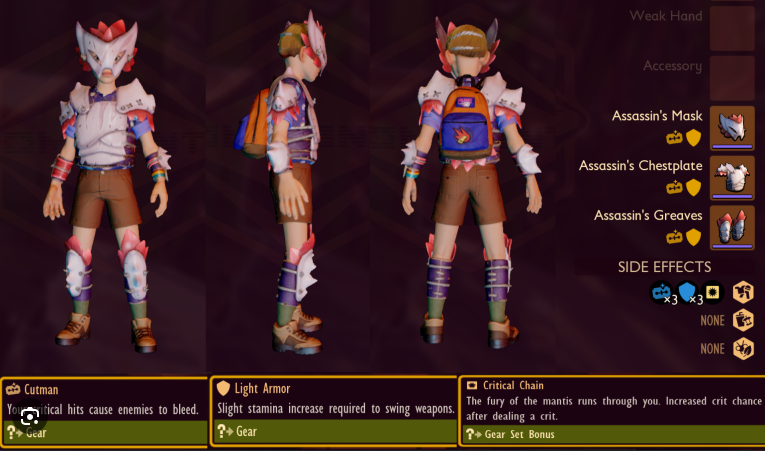 Weak Hand
Accessory
Assassin's Mask
Assassin's Chestplate
Assassin's Greaves
SIDE EFFECTS
×3 ×3
NONE
NONE
Cutman
critical hits cause enemies to bleed.
?→ Gear
Light Armor
Slight stamina increase required to swing weapons.
?→ Gear
Critical Chain
The fury of the mantis runs through you. Increased crit chance
after dealing a crit.
?→ Gear Set Bonus